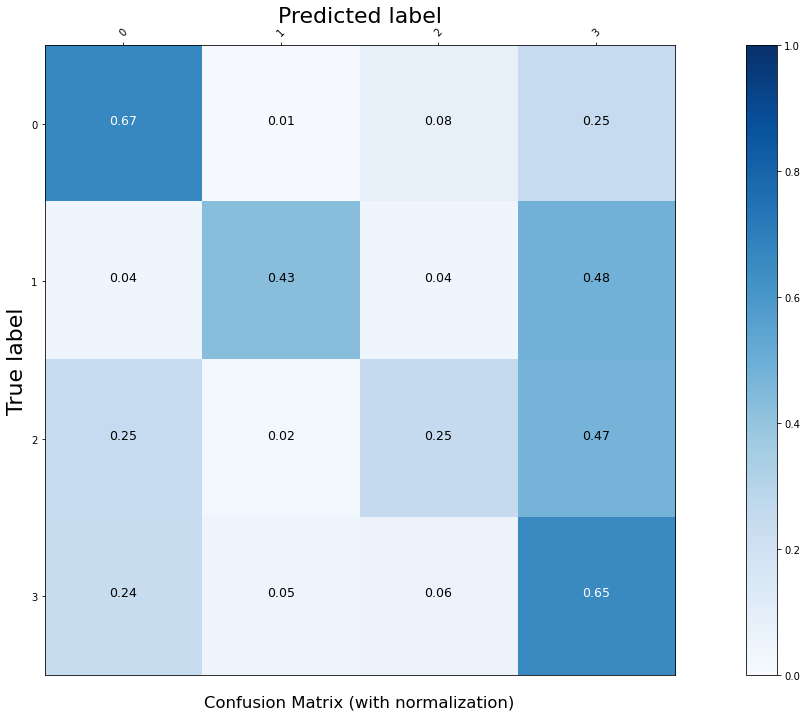 Predicted label
0 1 2 3
1.0
0 0.67 0.01 0.08 0.25
0.8
1 0.04 0.43 0.04 0.48
0.6
True label
0.4
2 0.25 0.02 0.25 0.47
0.2
3 0.24 0.05 0.06 0.65
0.0
Confusion Matrix (with normalization)